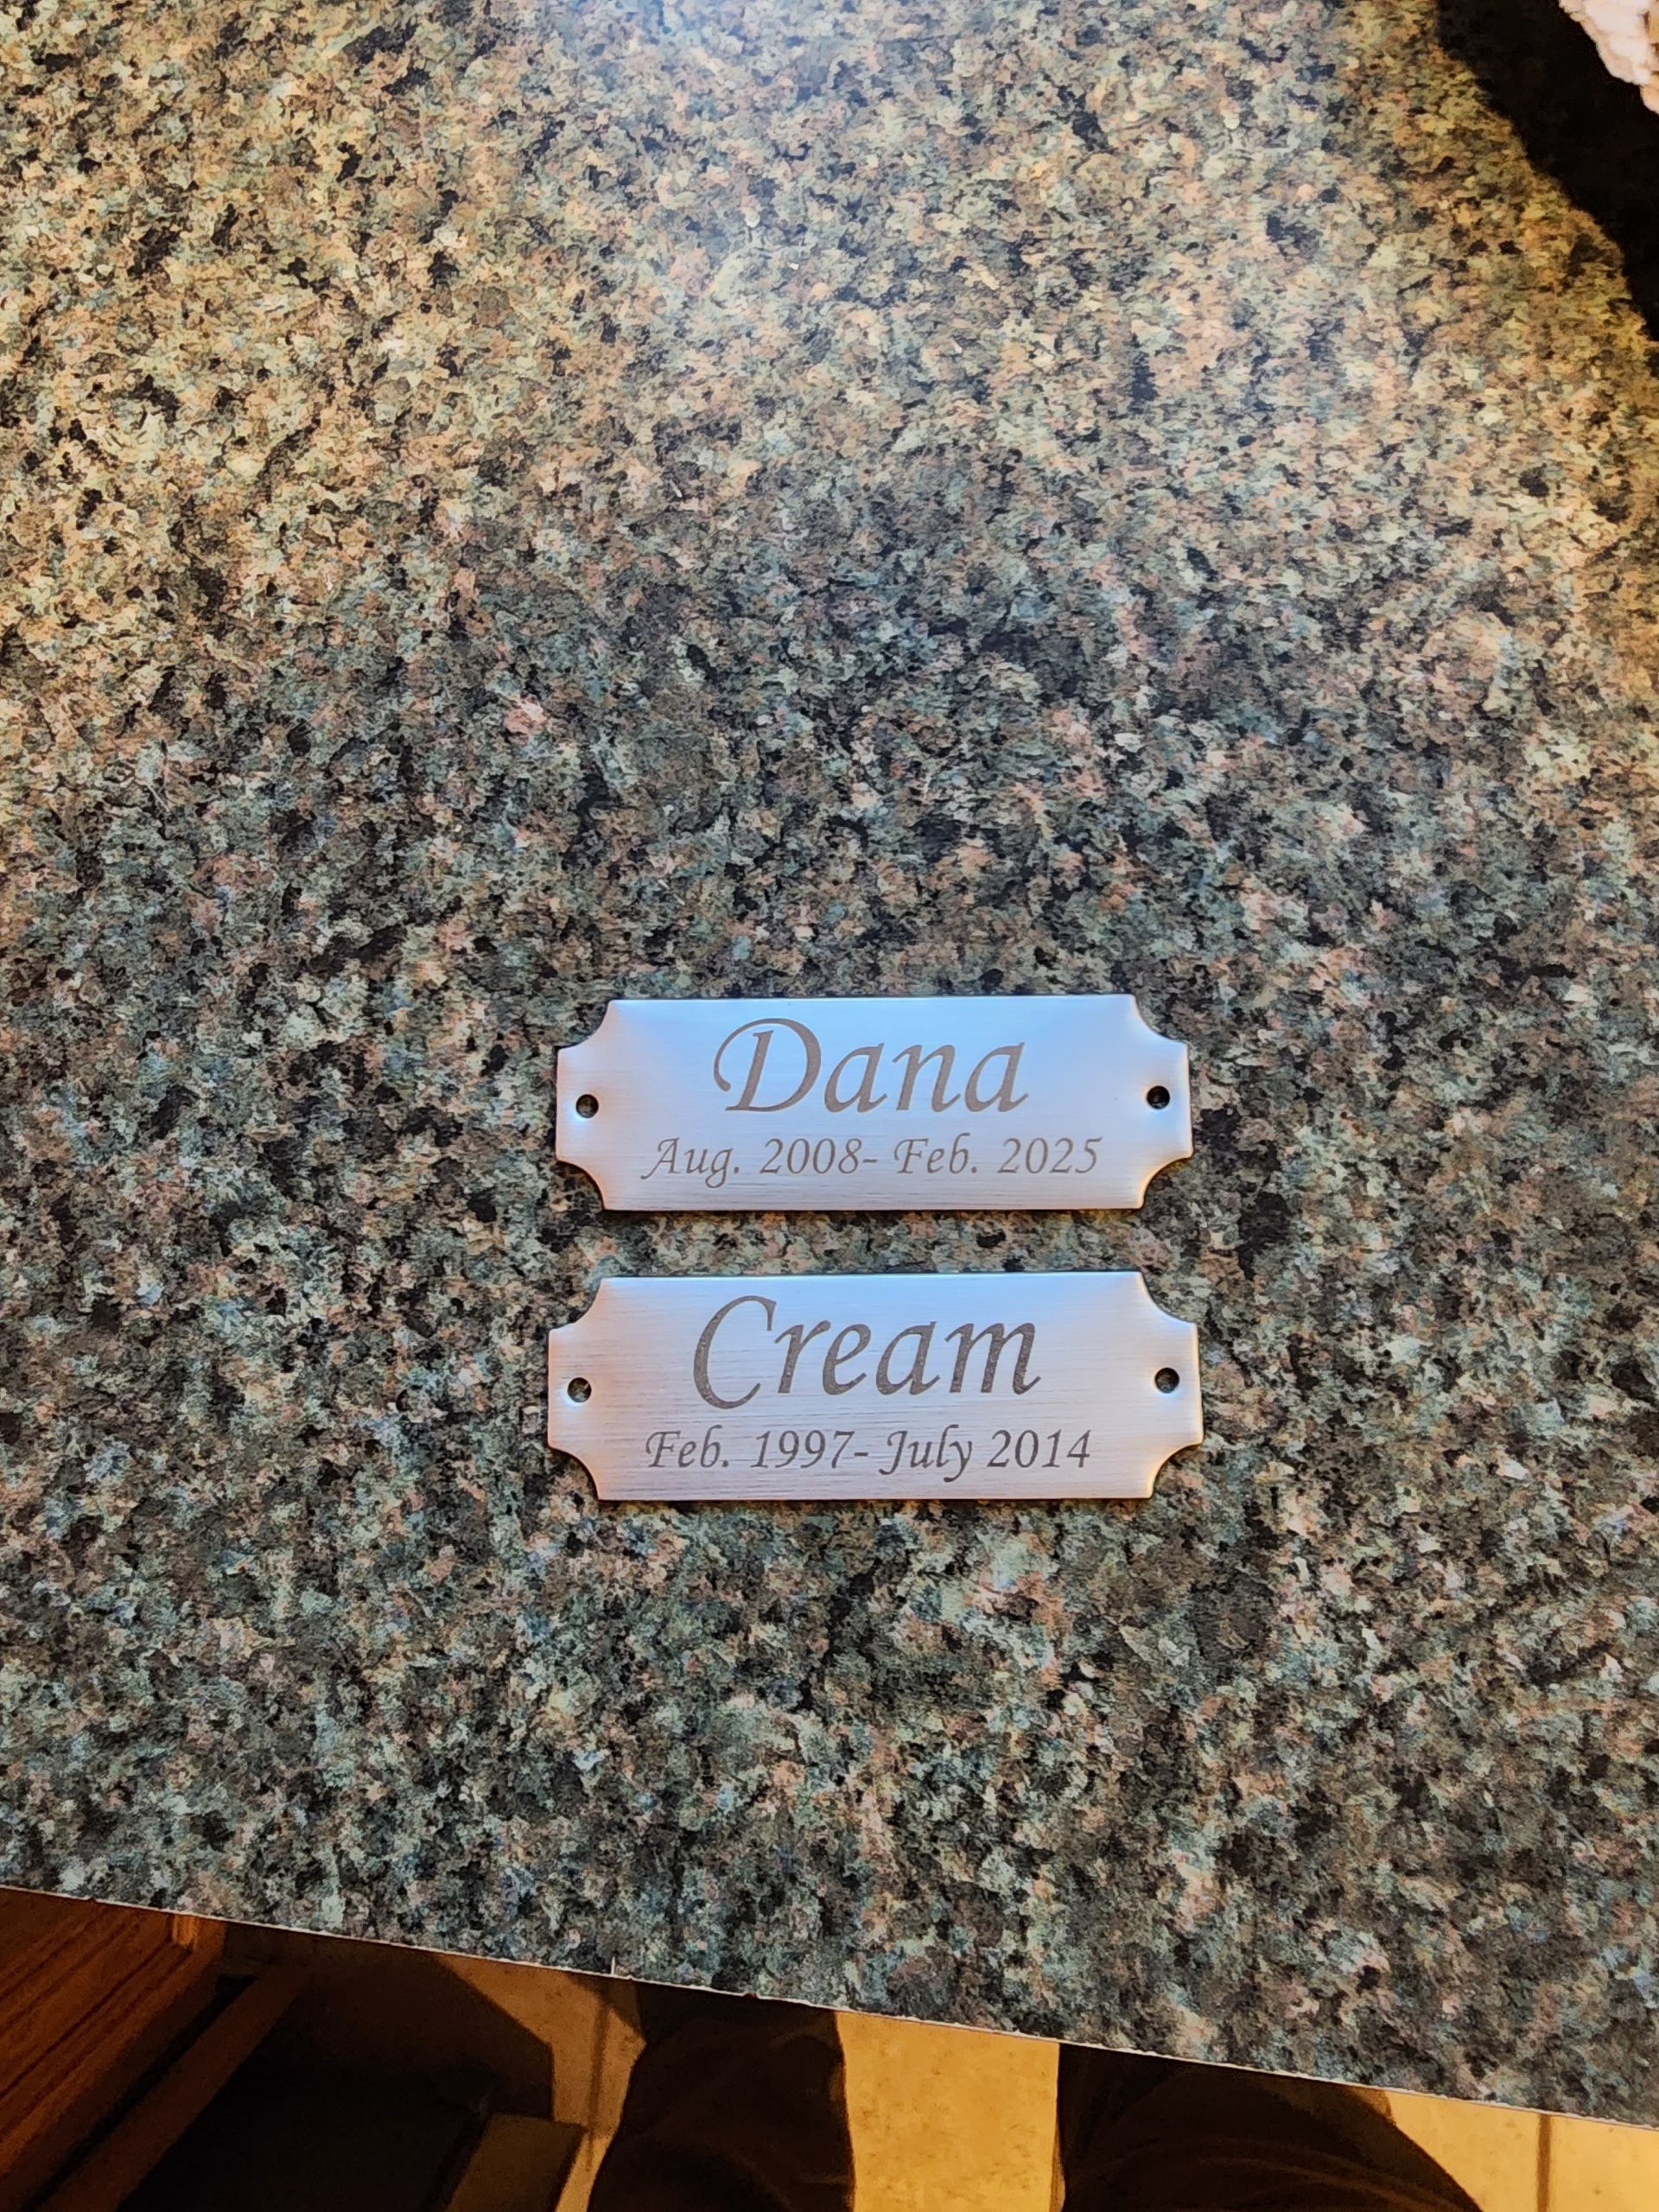 Dana
Aug. 2008- Feb. 2025
Cream
Feb. 1997- July 2014